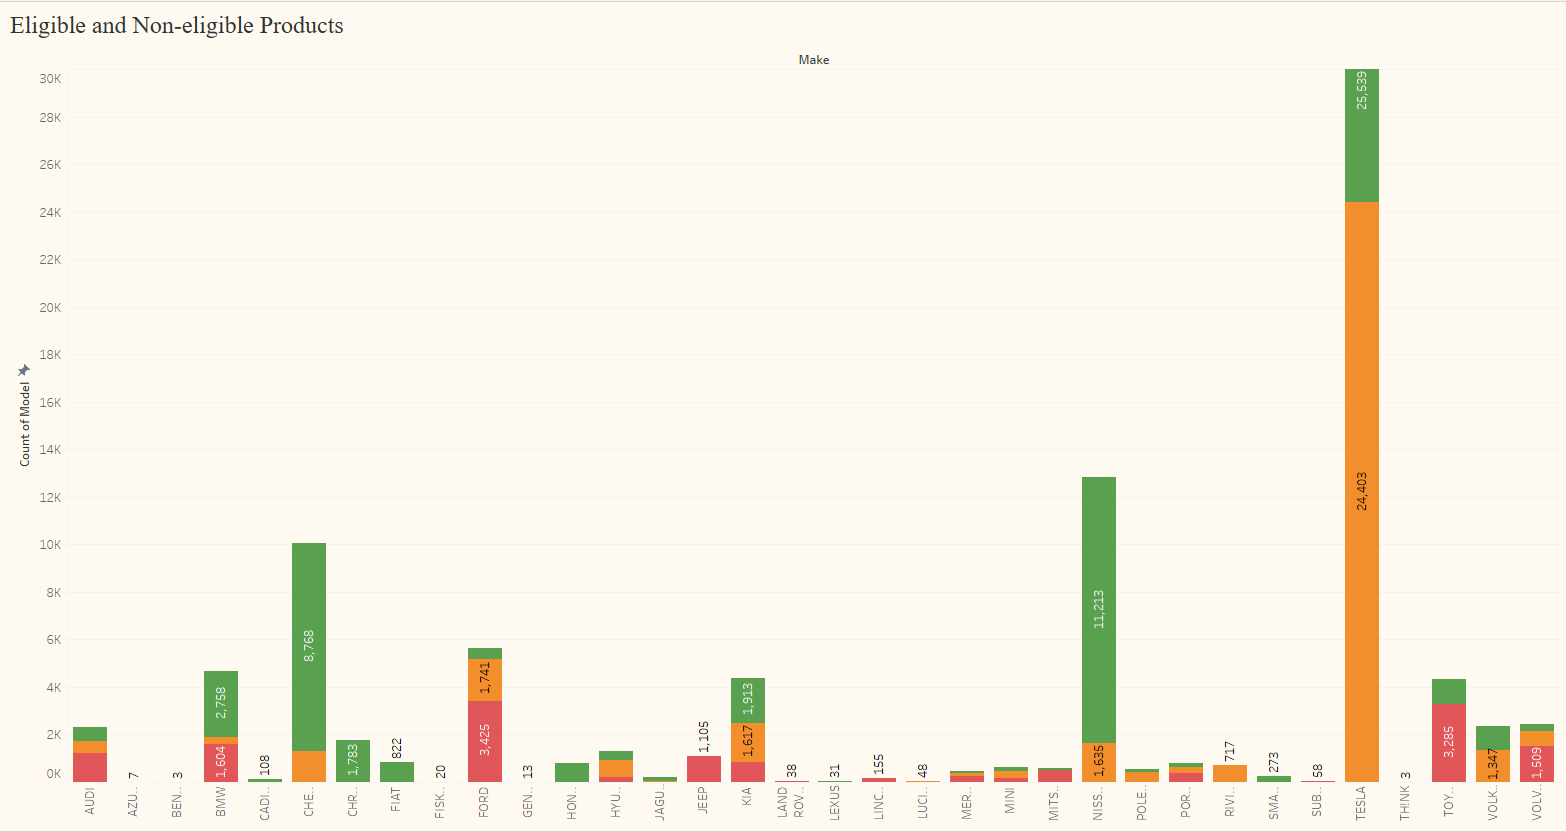 Eligible and Non-eligible Products
Make
Count of Model
30K
28K
26K
24K
22K
20K
18K
16K
14K
12K
10K
8K
6K
4K
2K
0K
7
3
1,604
2,758
108
8,768
1,783
822
20
3,425
1,741
13
1,105
1,617
1,913
38
31
155
48
1,635
11,213
717
273
58
24,403
25,539
3
3,285
1,347
1,509
AUDI
AZU..
BEN..
BMW
CADI..
CHE..
CHR..
FIAT
FISK..
FORD
GEN..
HON..
HYU..
JAGU..
JEEP
KIA
LAND
ROV..
LEXUS
LINC..
LUCI..
MER..
MINI
MITS..
NISS..
POLE..
POR..
RIVI..
SMA..
SUB..
TESLA
TH!NK
TOY..
VOLK..
VOLV..